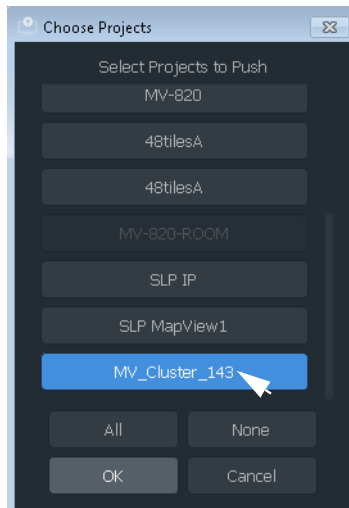 Choose Projects
Select Projects to Push
MV-820
48tilesA
48tilesA
MV-820-ROOM
SLP IP
SLP MapView1
MV_Cluster_143
All None
OK Cancel